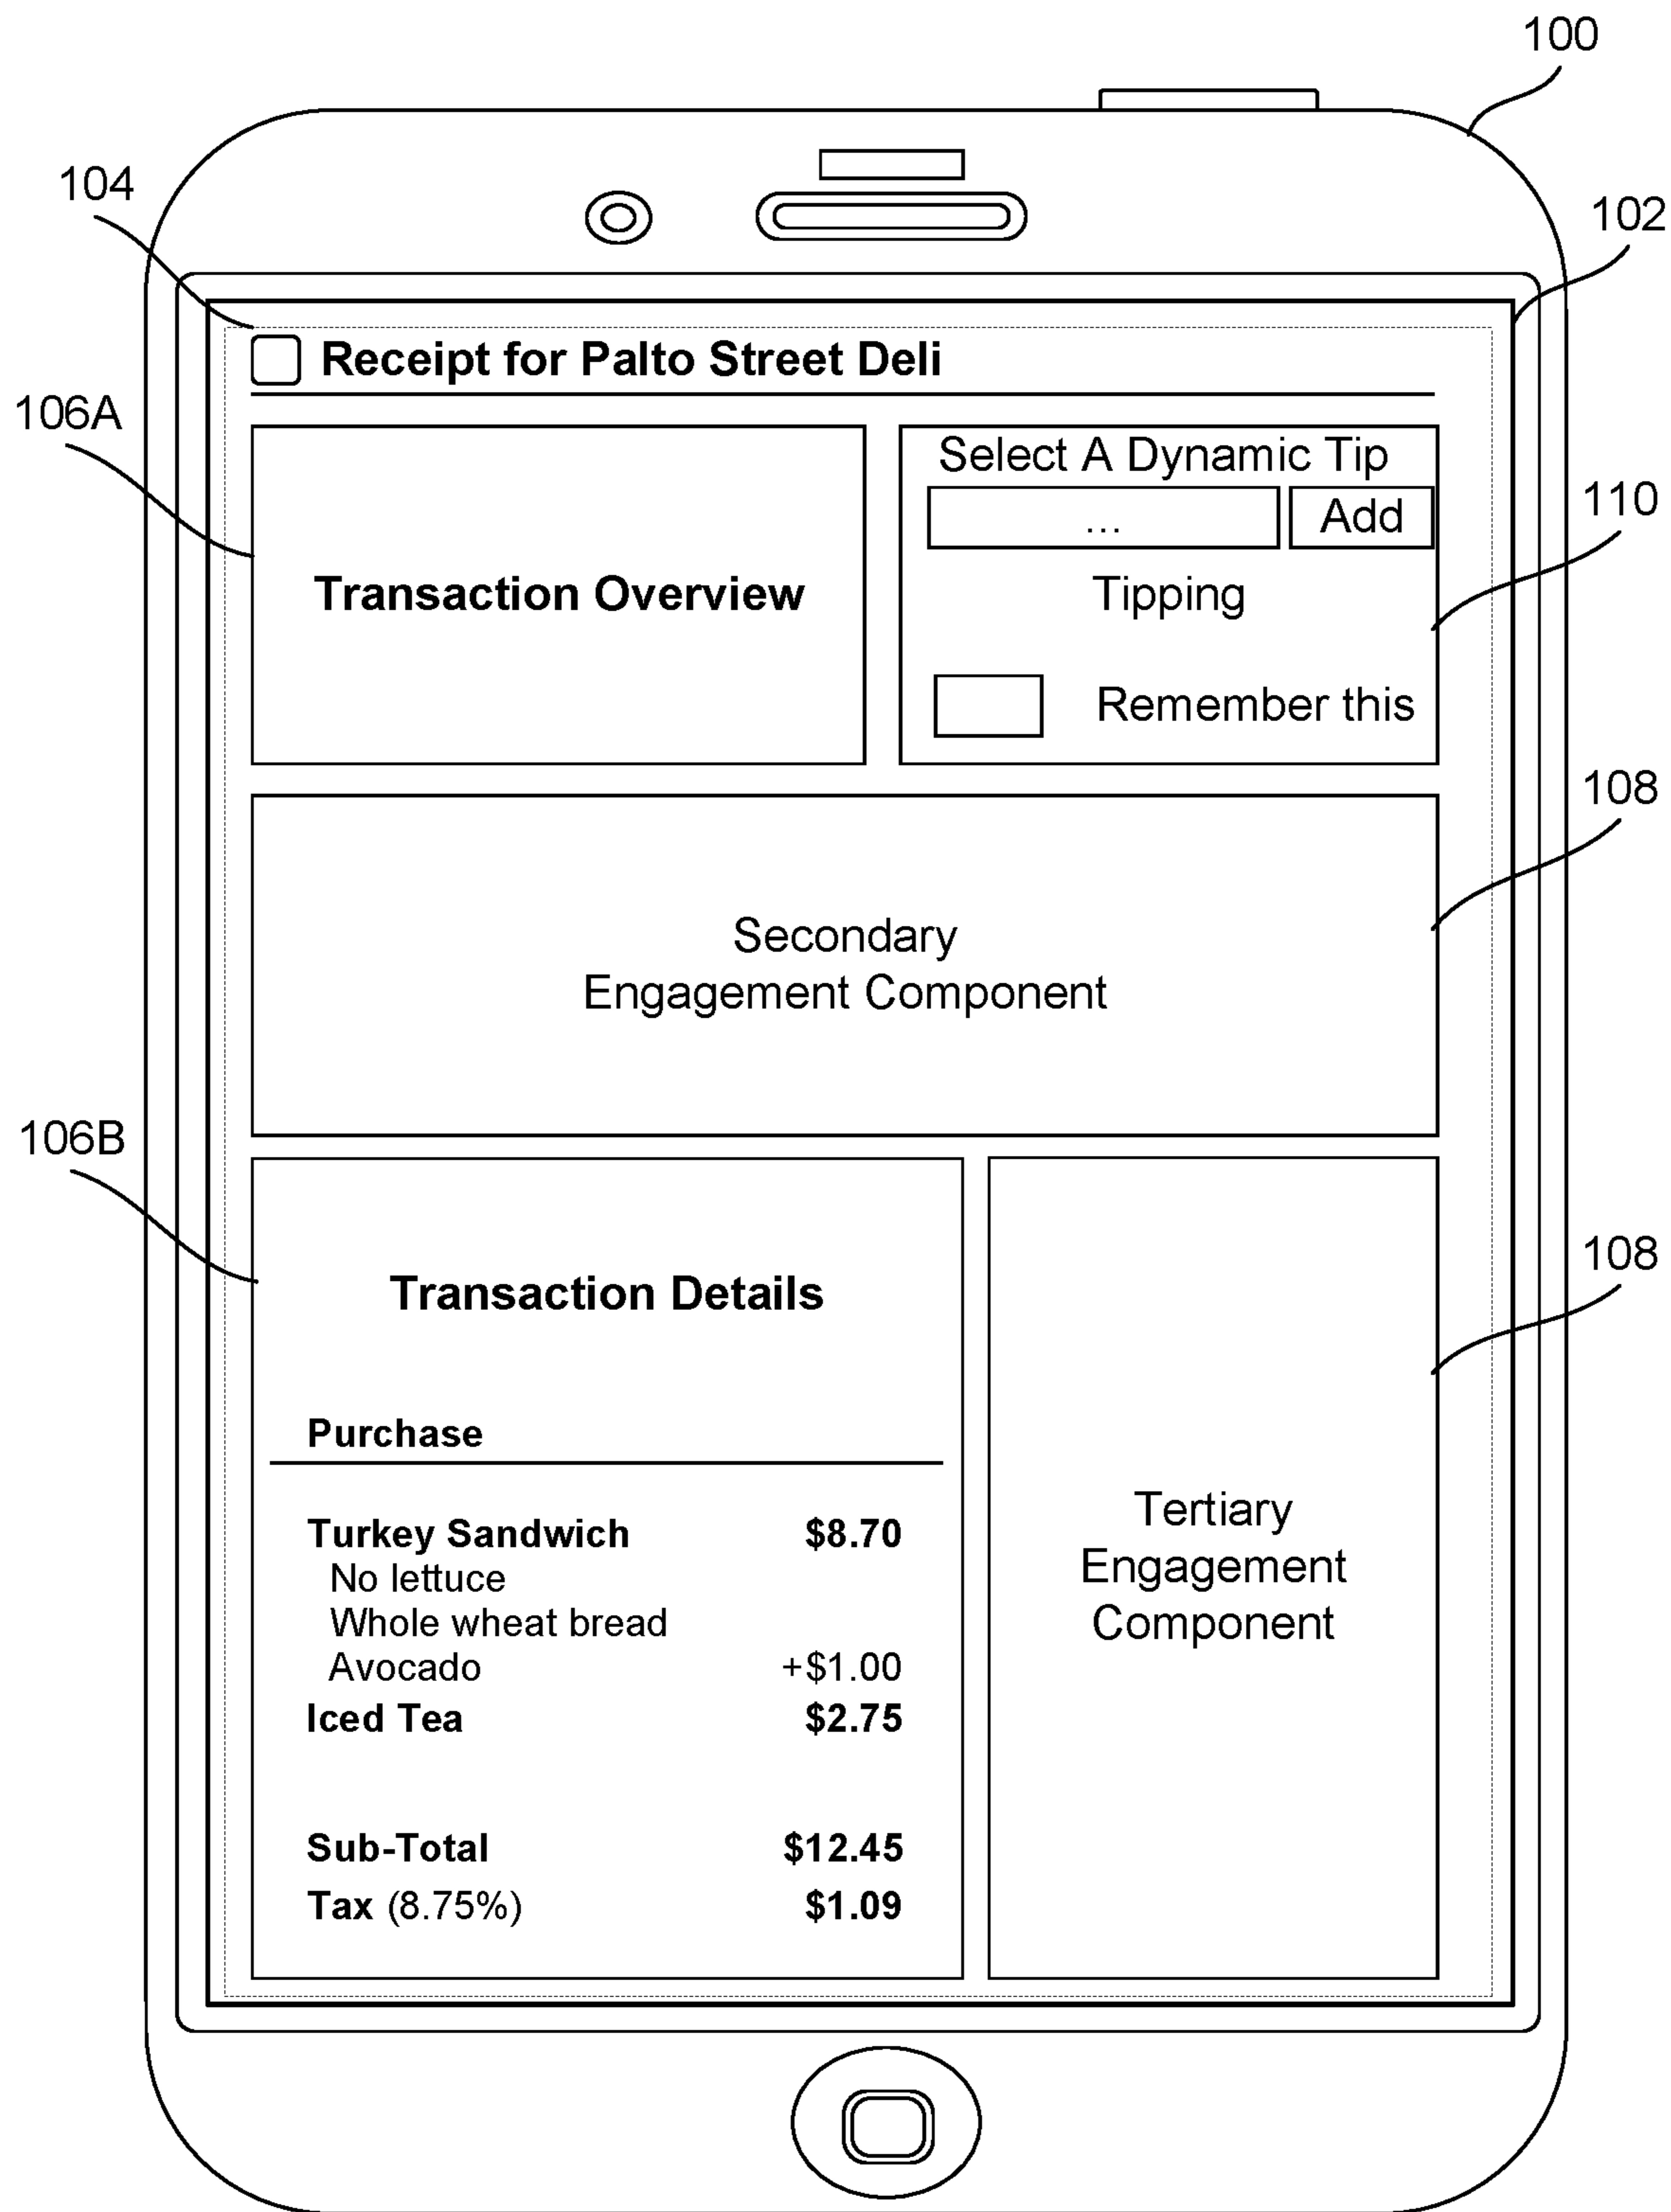 100
104
102
Receipt for Palto Street Deli
106A
Select A Dynamic Tip
... Add
110
Transaction Overview
Tipping
Remember this
108
Secondary
Engagement Component
106B
108
Transaction Details
Purchase
Turkey Sandwich $8.70
No lettuce
Whole wheat bread
Avocado +$1.00
Iced Tea $2.75
Sub-Total $12.45
Tax (8.75%) $1.09
Tertiary
Engagement
Component